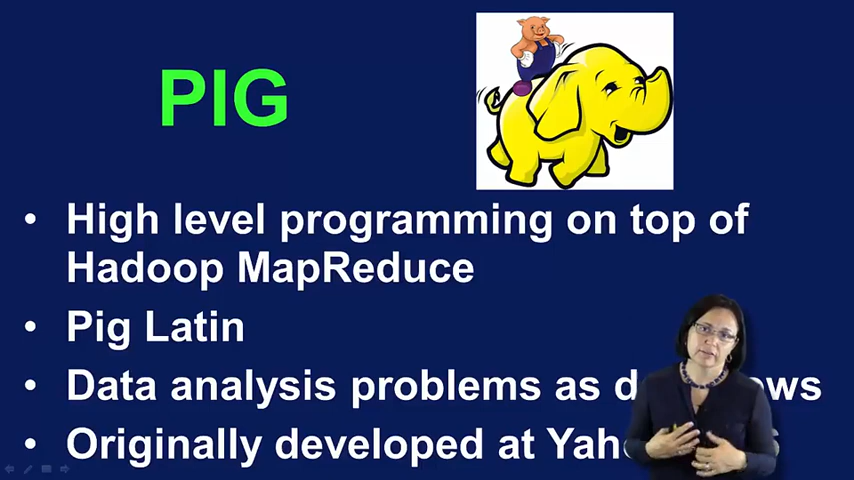 PIG
• High level programming on top of
Hadoop MapReduce
• Pig Latin
• Data analysis problems as
• Originally developed at